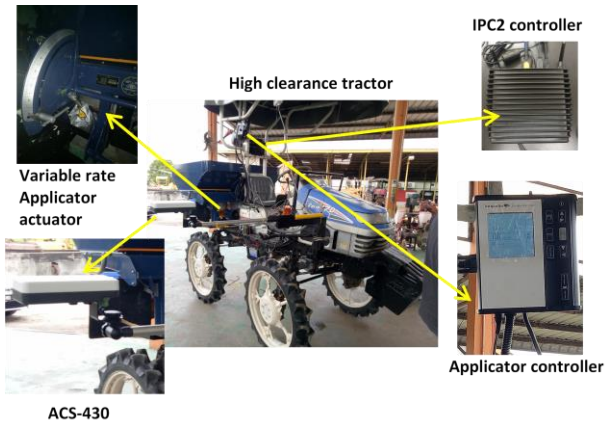 IPC2 controller
High clearance tractor
Variable rate
Applicator
actuator
Applicator controller
ACS-430